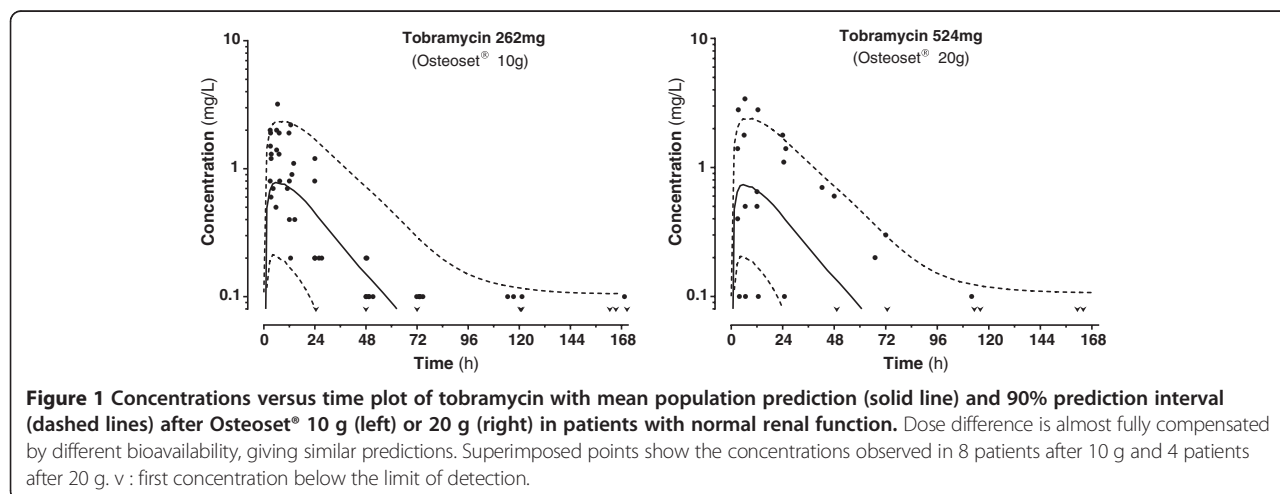 Tobramycin 262mg
(Osteoset® 10g)
Concentration (mg/L)
10
1
0.1
0 24 48 72 96 120 144 168
Time (h)
Tobramycin 524mg
(Osteoset® 20g)
Concentration (mg/L)
10
1
0.1
0 24 48 72 96 120 144 168
Time (h)
Figure 1 Concentrations versus time plot of tobramycin with mean population prediction (solid line) and 90% prediction interval
(dashed lines) after Osteoset® 10 g (left) or 20 g (right) in patients with normal renal function. Dose difference is almost fully compensated
by different bioavailability, giving similar predictions. Superimposed points show the concentrations observed in 8 patients after 10 g and 4 patients
after 20 g. v : first concentration below the limit of detection.